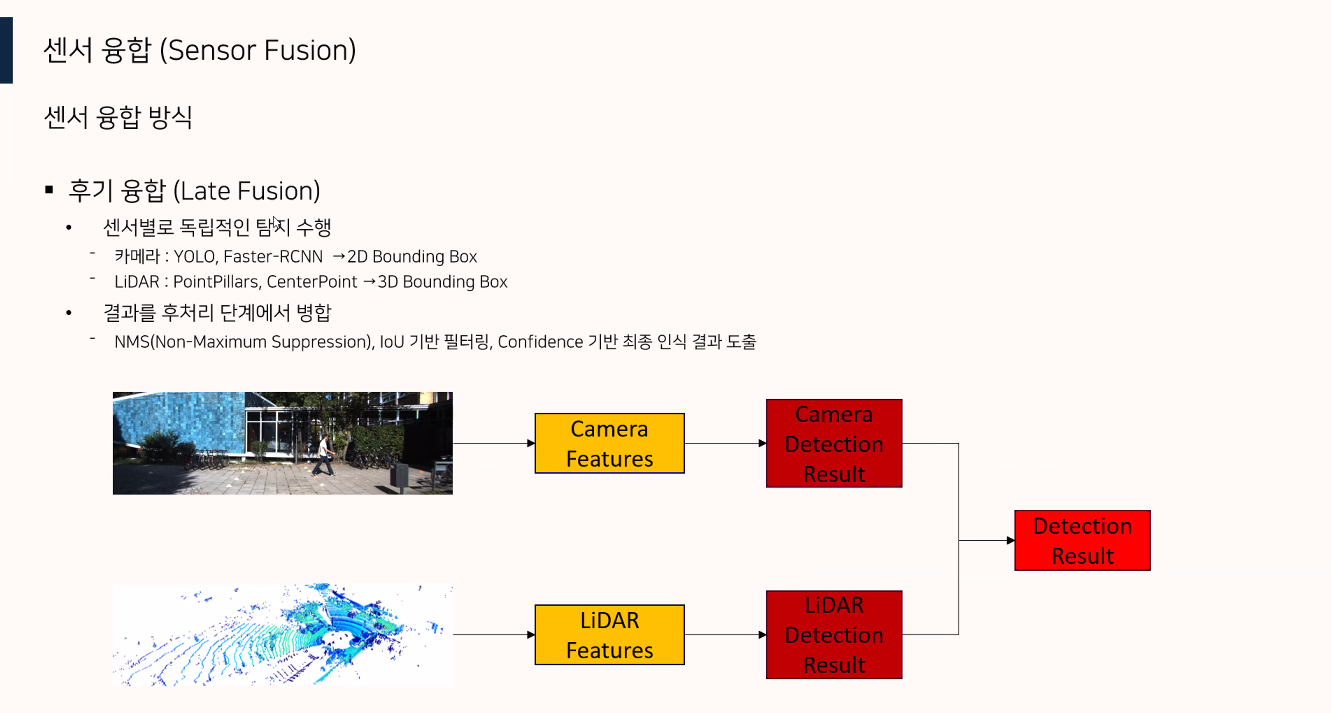 센서 융합 (Sensor Fusion)
센서 융합 방식
▪ 후기 융합 (Late Fusion)
• 센서별로 독립적인 탐지 수행
- 카메라 : YOLO, Faster-RCNN →2D Bounding Box
- LiDAR : PointPillars, CenterPoint →3D Bounding Box
• 결과를 후처리 단계에서 병합
- NMS(Non-Maximum Suppression), IoU 기반 필터링, Confidence 기반 최종 인식 결과 도출
Camera
Features
Camera
Detection
Result
Detection
Result
LiDAR
Features
LiDAR
Detection
Result